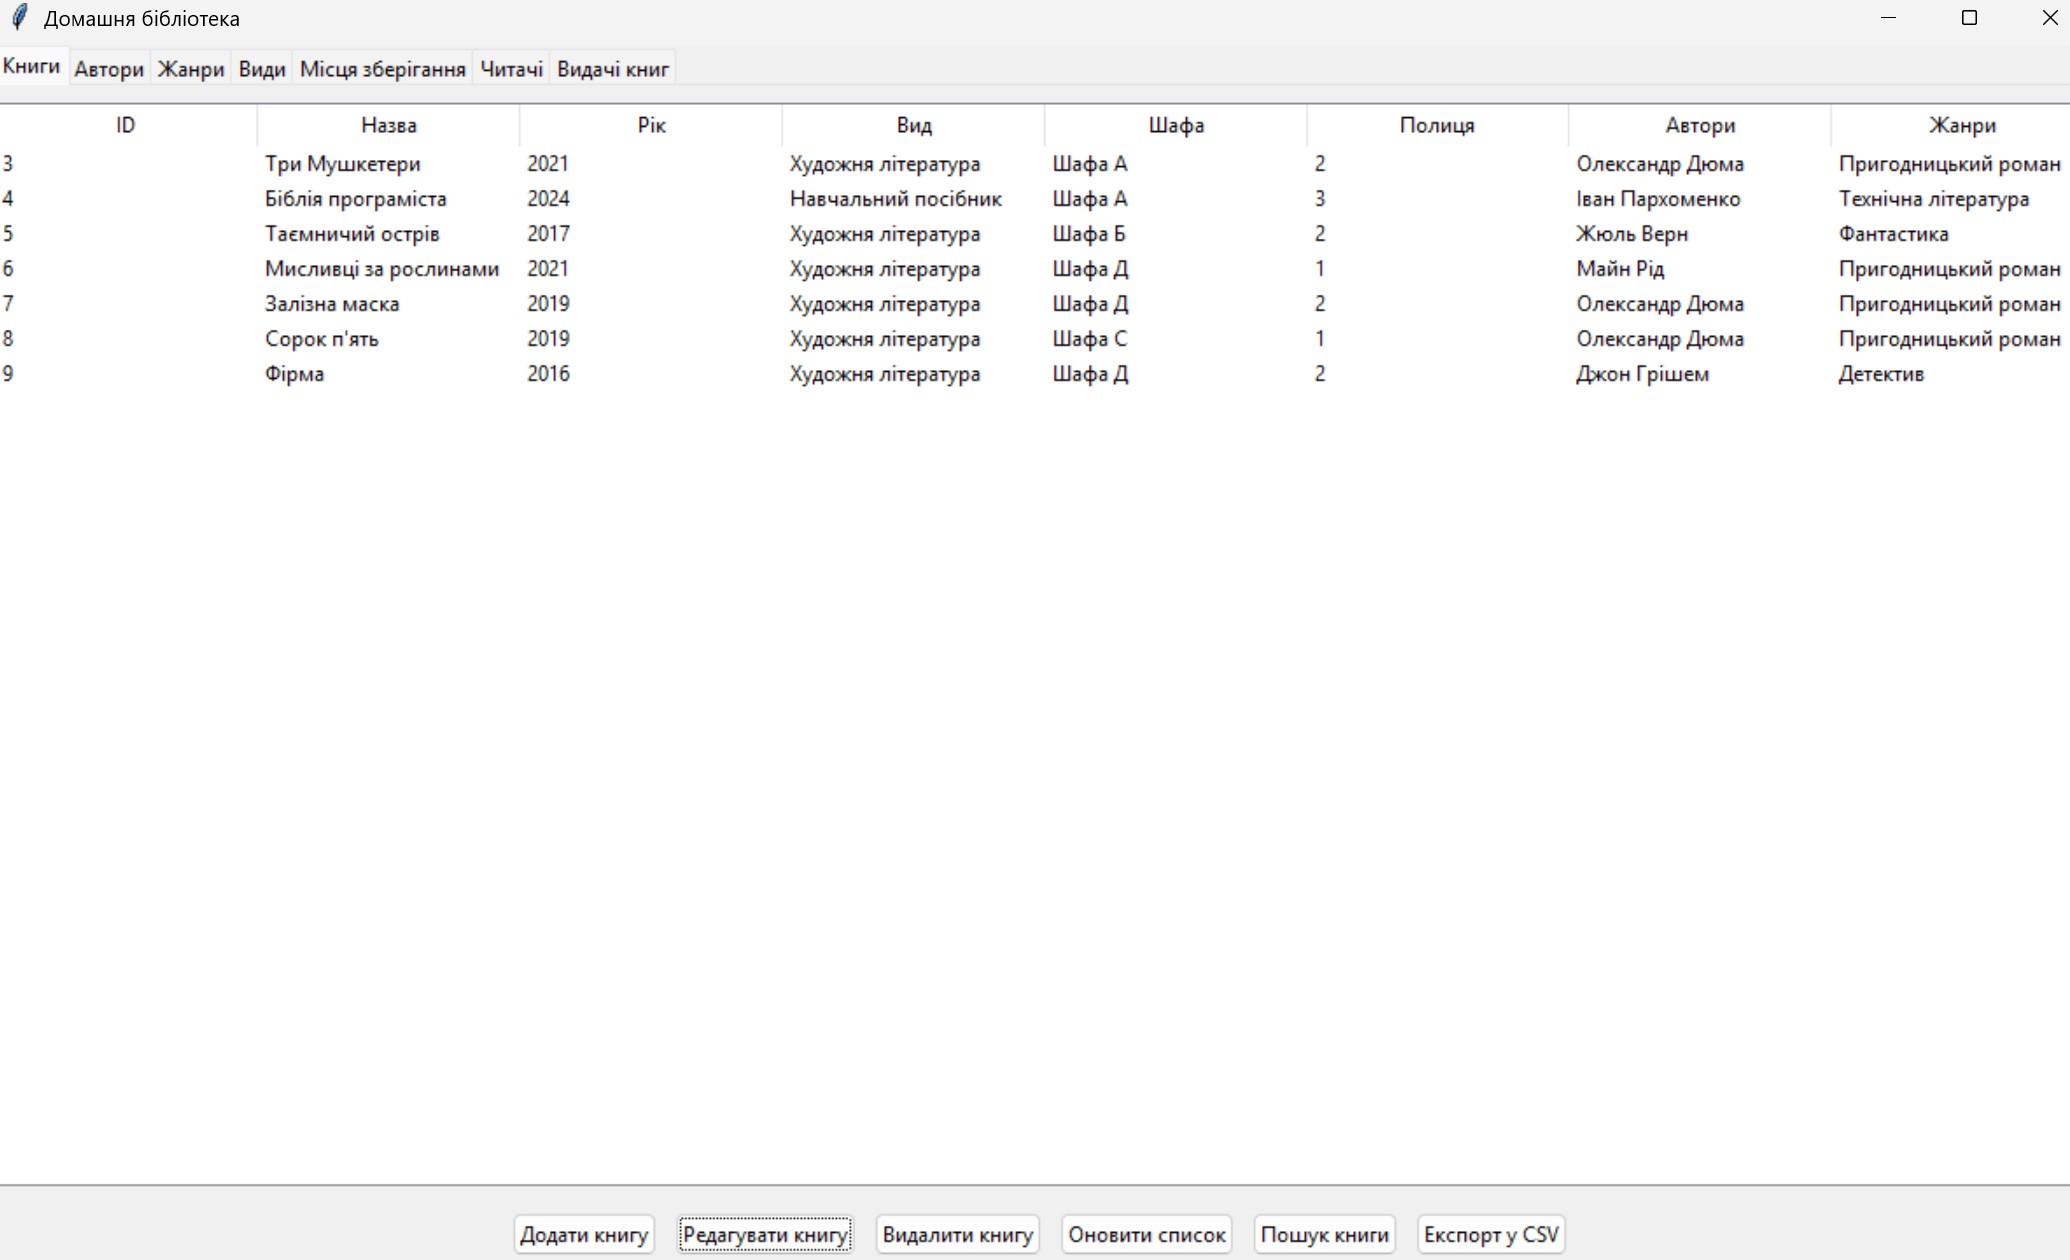 Домашня бібліотека
Книги Автори Жанри Види Місця зберігання Читачі Видачі книг
ID Назва Рік Вид Шафа Полиця Автори Жанри
3 Три Мушкетери 2021 Художня література Шафа А 2 Олександр Дюма Пригодницький роман
4 Біблія програміста 2024 Навчальний посібник Шафа А 3 Іван Пархоменко Технічна література
5 Таємничий острів 2017 Художня література Шафа Б 2 Жюль Верн Фантастика
6 Мисливці за рослинами 2021 Художня література Шафа Д 1 Майн Рід Пригодницький роман
7 Залізна маска 2019 Художня література Шафа Д 2 Олександр Дюма Пригодницький роман
8 Сорок п'ять 2019 Художня література Шафа С 1 Олександр Дюма Пригодницький роман
9 Фірма 2016 Художня література Шафа Д 2 Джон Грішем Детектив
Додати книгу Редагувати книгу Видалити книгу Оновити список Пошук книги Експорт у CSV